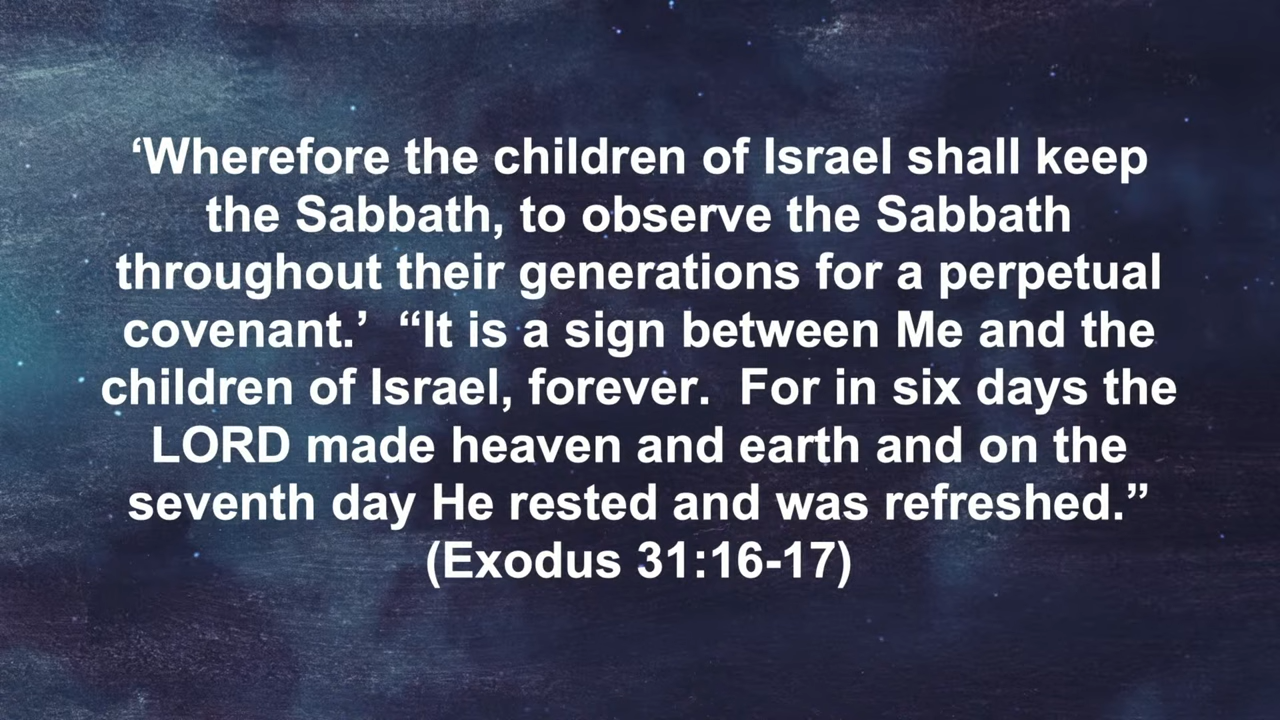 ‘Wherefore the children of Israel shall keep
the Sabbath, to observe the Sabbath
throughout their generations for a perpetual
covenant.’  “It is a sign between Me and the
children of Israel, forever.  For in six days the
LORD made heaven and earth and on the
seventh day He rested and was refreshed.”
(Exodus 31:16-17)